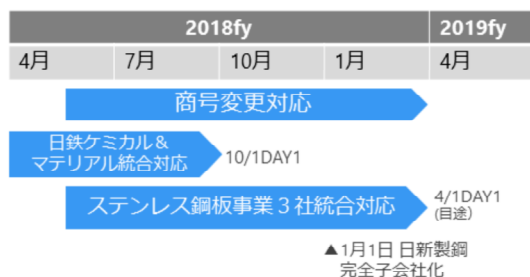 2018fy 2019fy
4月 7月 10月 1月 4月
商号変更対応
日鉄ケミカル＆
マテリアル統合対応
10/1DAY1
ステンレス鋼板事業３社統合対応
4/1DAY1
(目途)
▲1月1日 日新製鋼
完全子会社化